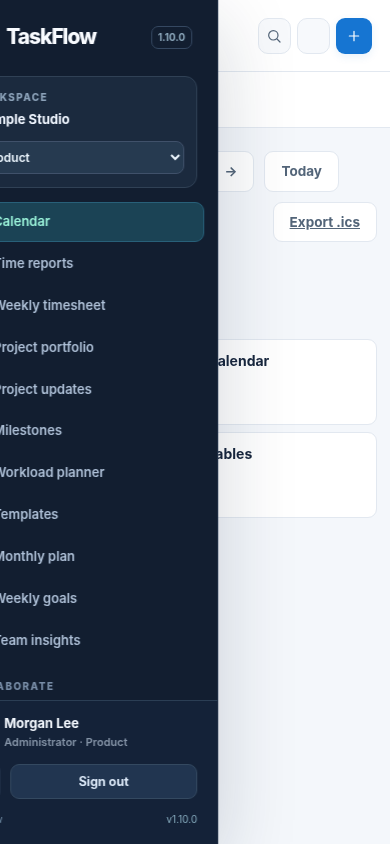 TaskFlow
1.10.0
KSPACE
mple Studio
oduct
Calendar
Time reports
Weekly timesheet
Project portfolio
Project updates
Milestones
Workload planner
Templates
Monthly plan
Weekly goals
Team insights
ABORATE
Morgan Lee
Administrator · Product
Sign out
v1.10.0
→
Today
Export .ics
alendar
ables